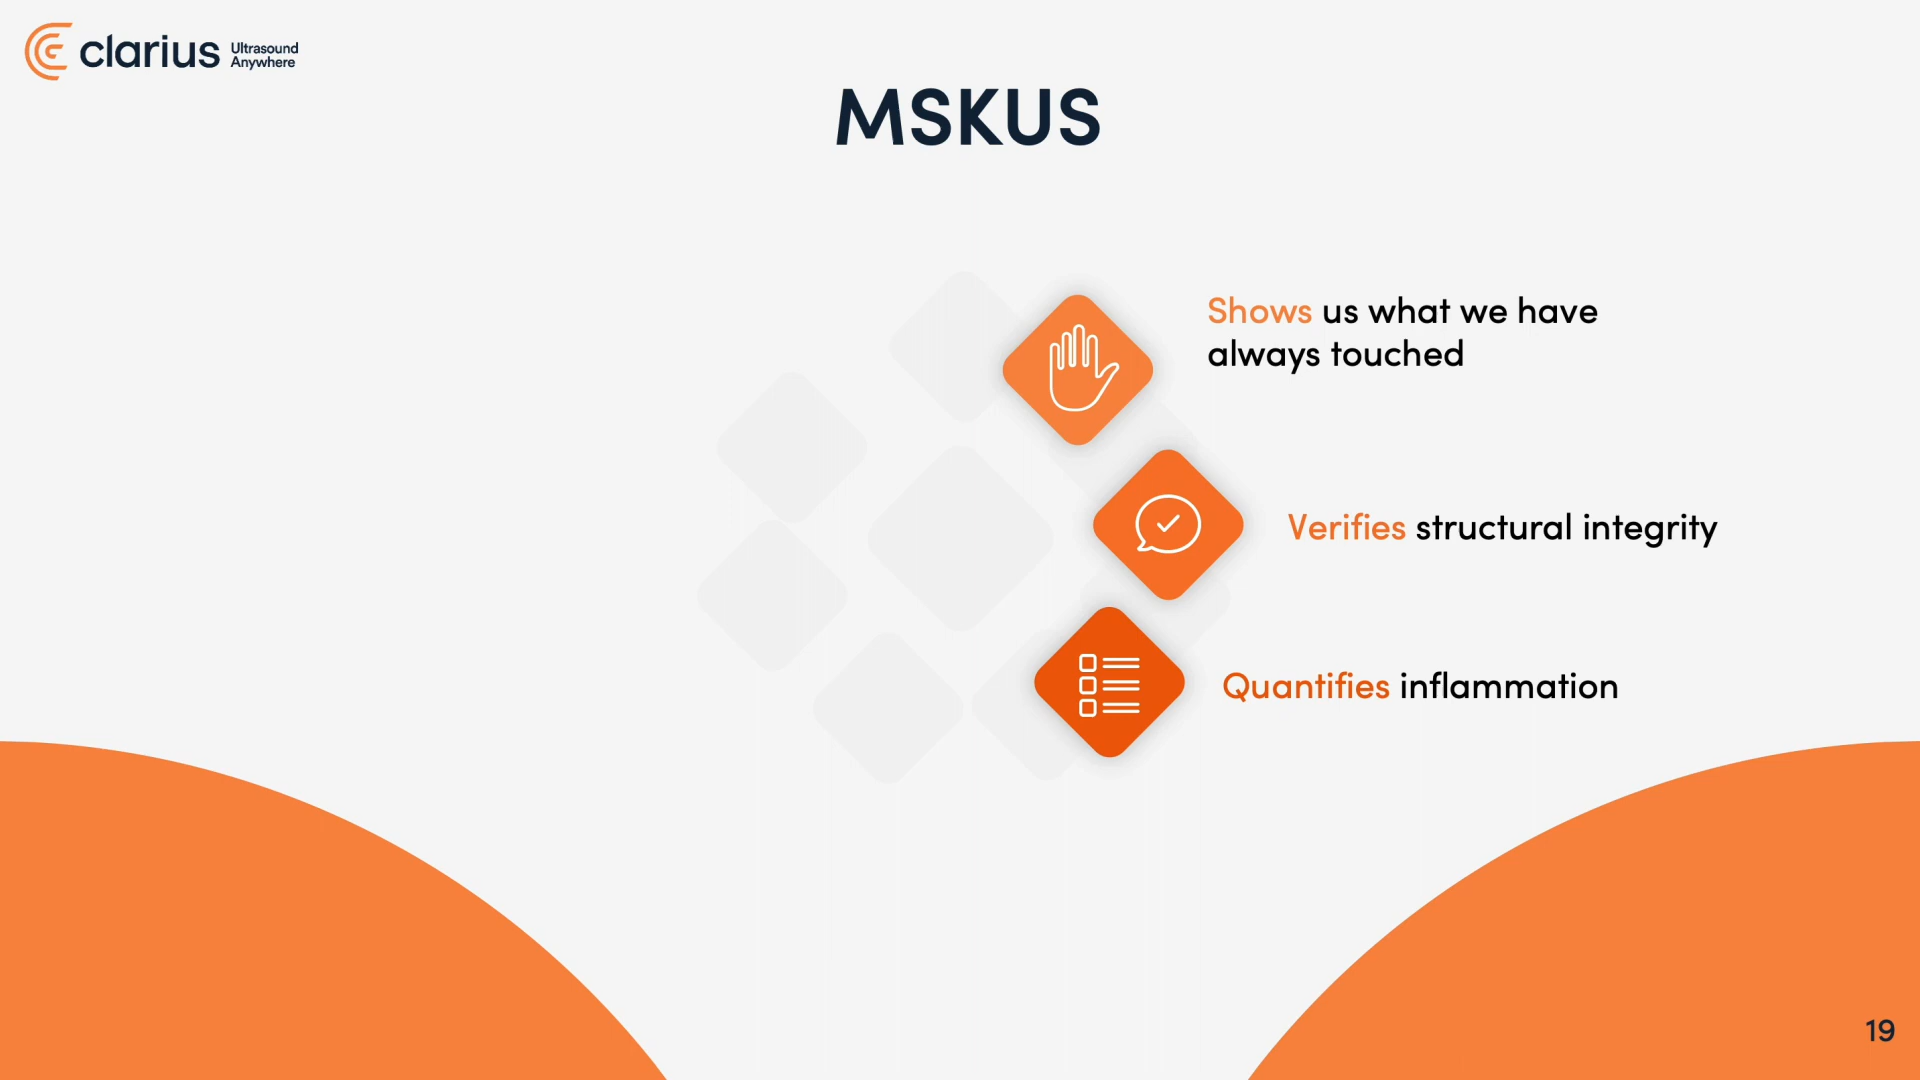 clarius Ultrasound
Anywhere
MSKUS
Shows us what we have
always touched
Verifies structural integrity
Quantifies inflammation
19